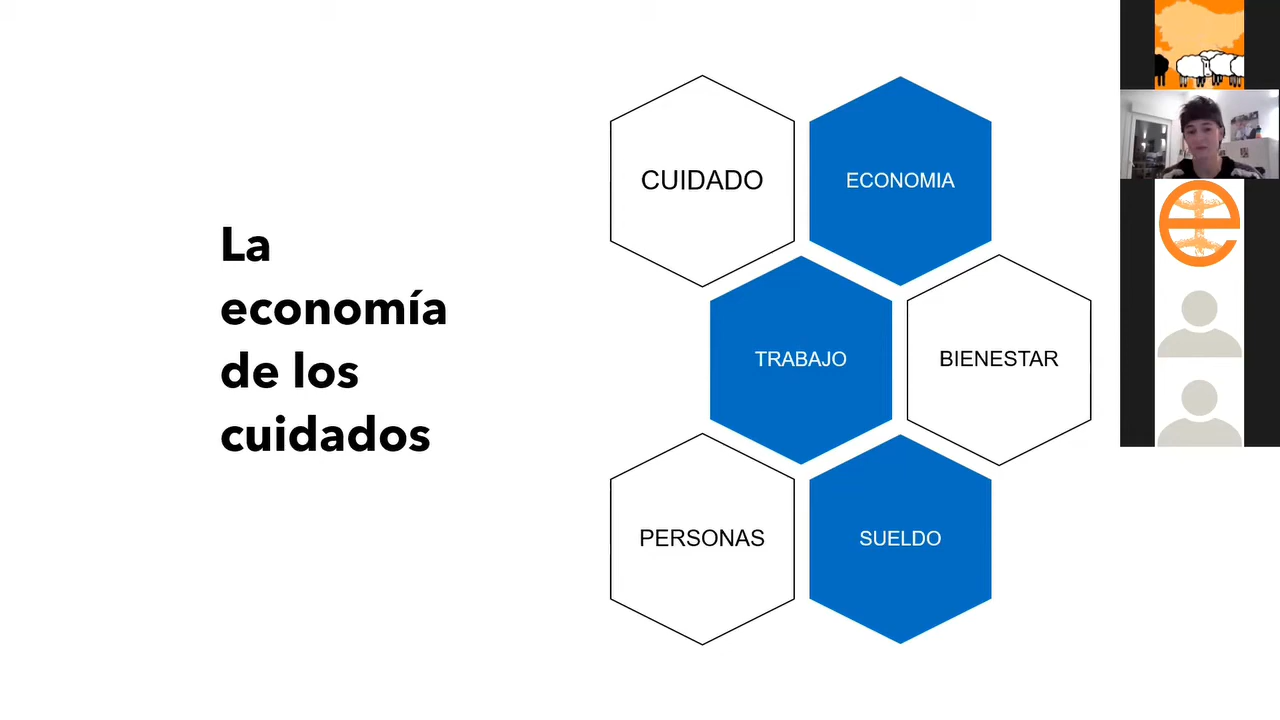 La
economía
de los
cuidados
CUIDADO
ECONOMIA
TRABAJO
BIENESTAR
PERSONAS
SUELDO